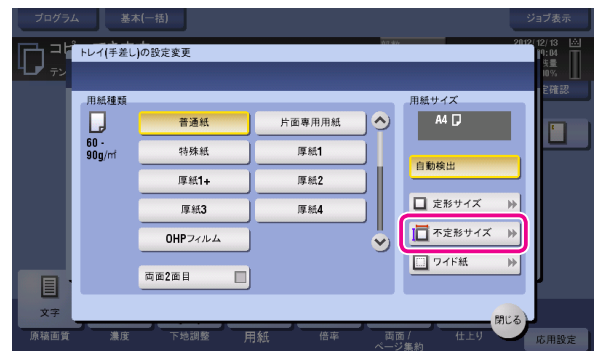 プログラム
基本(一括)
ジョブ表示
トレイ(手差し)の設定変更
用紙種類
60 -
90g/㎡
普通紙
片面専用用紙
特殊紙
厚紙1
厚紙1+
厚紙2
厚紙3
厚紙4
OHPフィルム
両面2面目
用紙サイズ
A4
自動検出
定形サイズ
不定形サイズ
ワイド紙
閉じる
文字
原稿画質
濃度
下地調整
用紙
倍率
両面 /
ページ集約
仕上り
応用設定